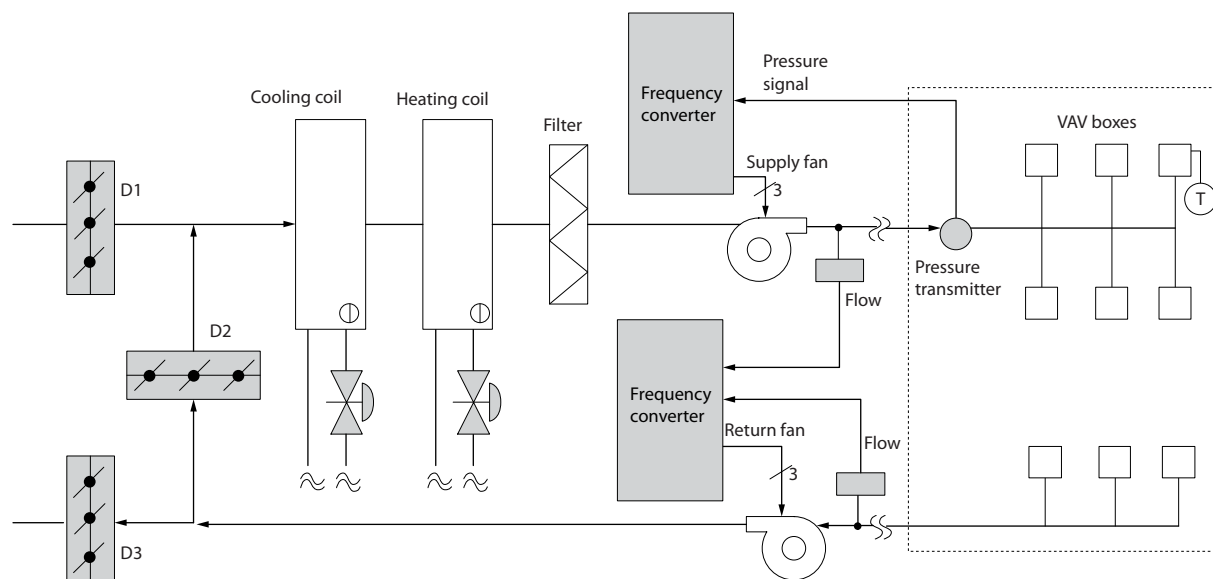 Pressure
signal
Cooling coil
Heating coil
Frequency
converter
Filter
VAV boxes
Supply fan
3
D1
T
Pressure
transmitter
Flow
D2
Frequency
converter
Return fan
Flow
3
D3